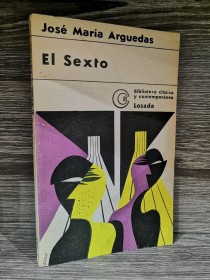 José María Arguedas
El Sexto
Biblioteca clásica
y contemporánea
Losada